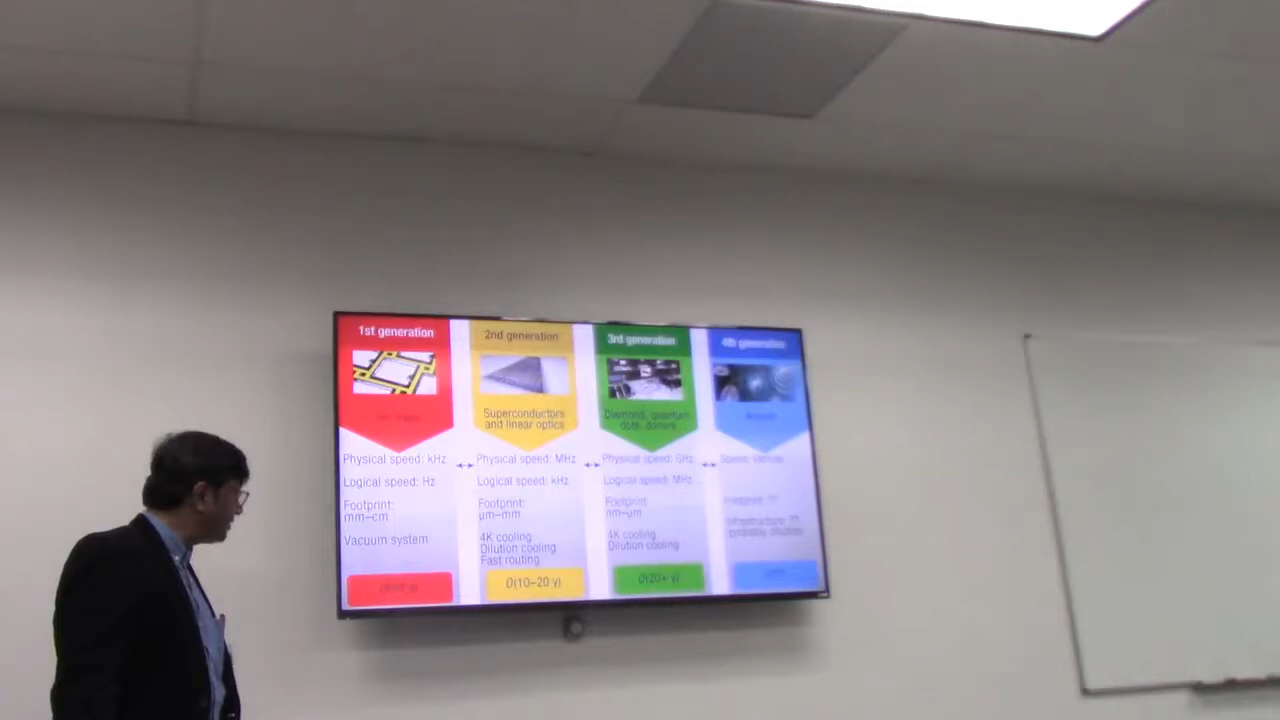 1st generation
Physical speed: kHz
Logical speed: Hz
Footprint:
mm–cm
Vacuum system
2nd generation
Superconductors
and linear optics
Physical speed: MHz
Logical speed: kHz
Footprint:
µm–mm
4K cooling
Dilution cooling
Fast routing
O(10–20 y)
3rd generation
Diamond, quantum
dots, donors
Physical speed: GHz
Logical speed: MHz
Footprint:
nm–µm
4K cooling
Dilution cooling
O(20+ y)
4th generation